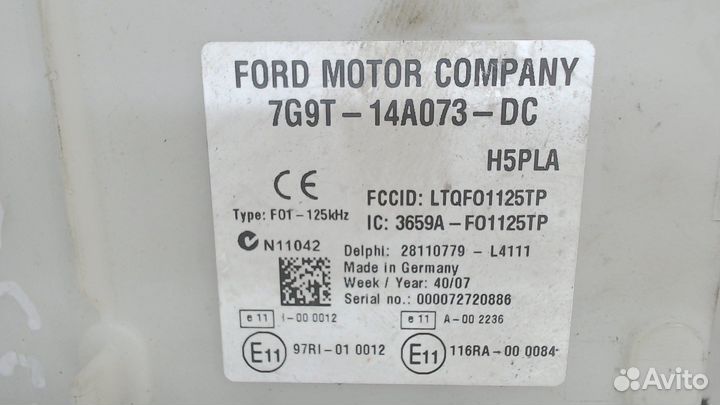 FORD MOTOR COMPANY
7G9T-14A073-DC
H5PLA
CE
FCCID: LTQFO1125TP
Type: F01-125kHz
IC: 3659A-FO1125TP
N11042
Delphi: 28110779 -L4111
Made in Germany
Week / Year: 40/07
Serial no.: 000072720886
e 11 I-00 0012
e 11 A-00 2236
E11 97RI-01 0012
E11 116RA-00 0084
Avito